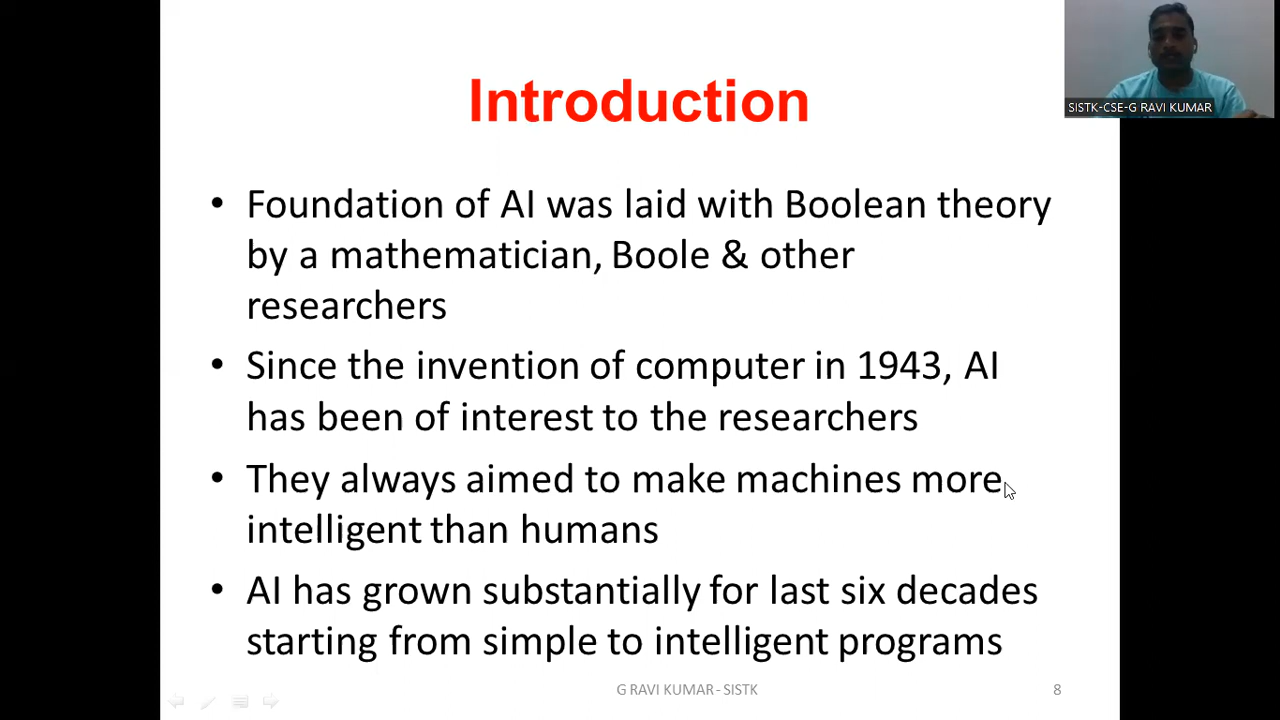 Introduction
SISTK-CSE-G RAVI KUMAR
• Foundation of AI was laid with Boolean theory
by a mathematician, Boole & other
researchers
• Since the invention of computer in 1943, AI
has been of interest to the researchers
• They always aimed to make machines more
intelligent than humans
• AI has grown substantially for last six decades
starting from simple to intelligent programs
G RAVI KUMAR - SISTK
8